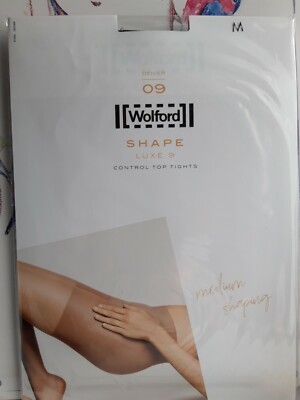 M
DENIER
09
Wolford
SHAPE
LUXE 9
CONTROL TOP TIGHTS
medium
shaping